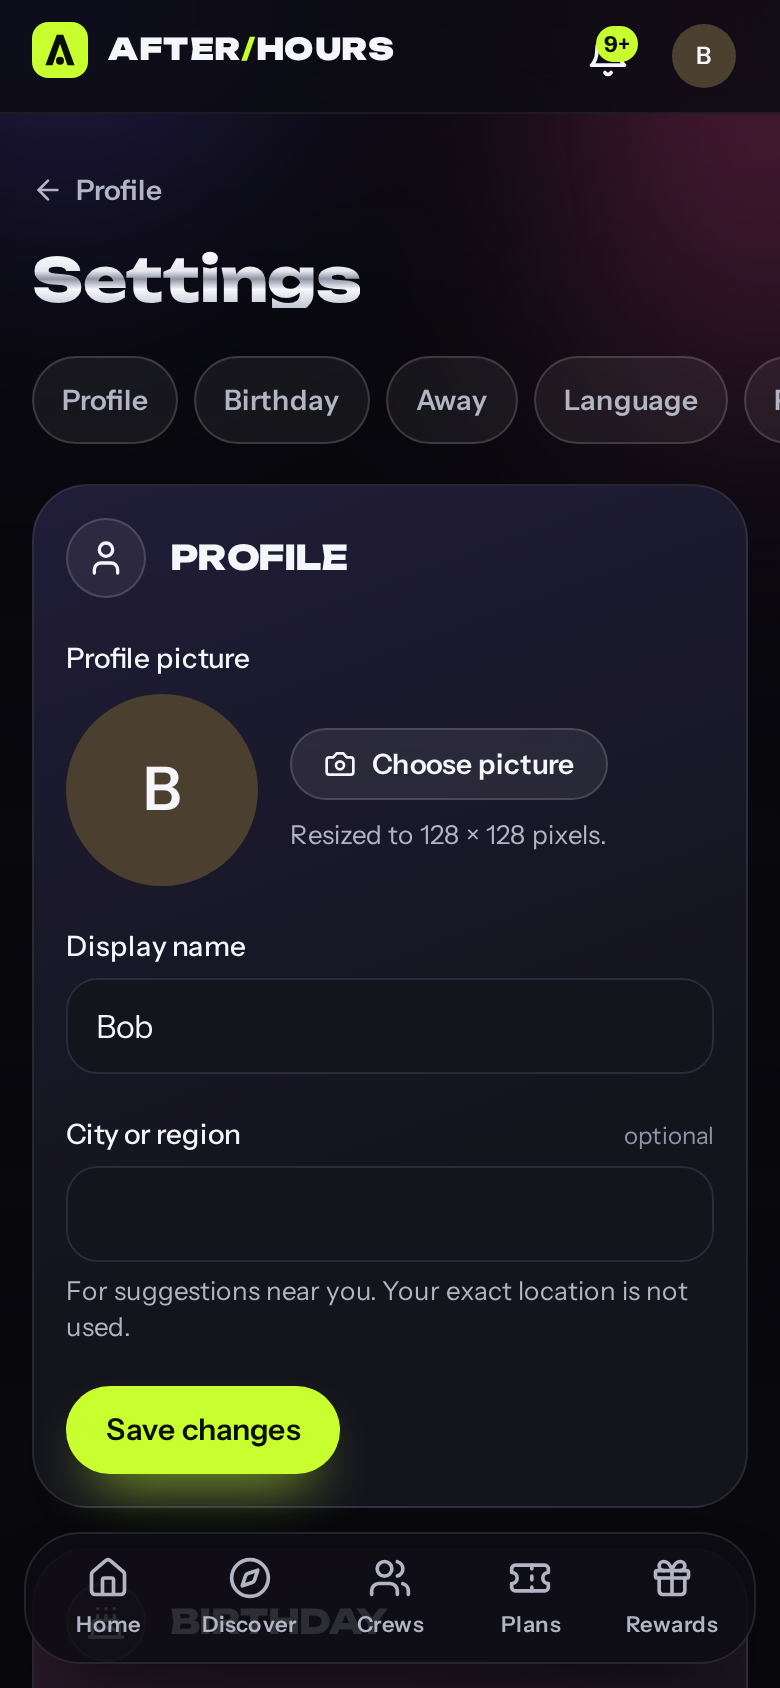 AFTER/HOURS
9+
B
Profile
Settings
Profile
Birthday
Away
Language
PROFILE
Profile picture
B
Choose picture
Resized to 128 × 128 pixels.
Display name
Bob
City or region
optional
For suggestions near you. Your exact location is not
used.
Save changes
BIRTHDAY
Home
Discover
Crews
Plans
Rewards